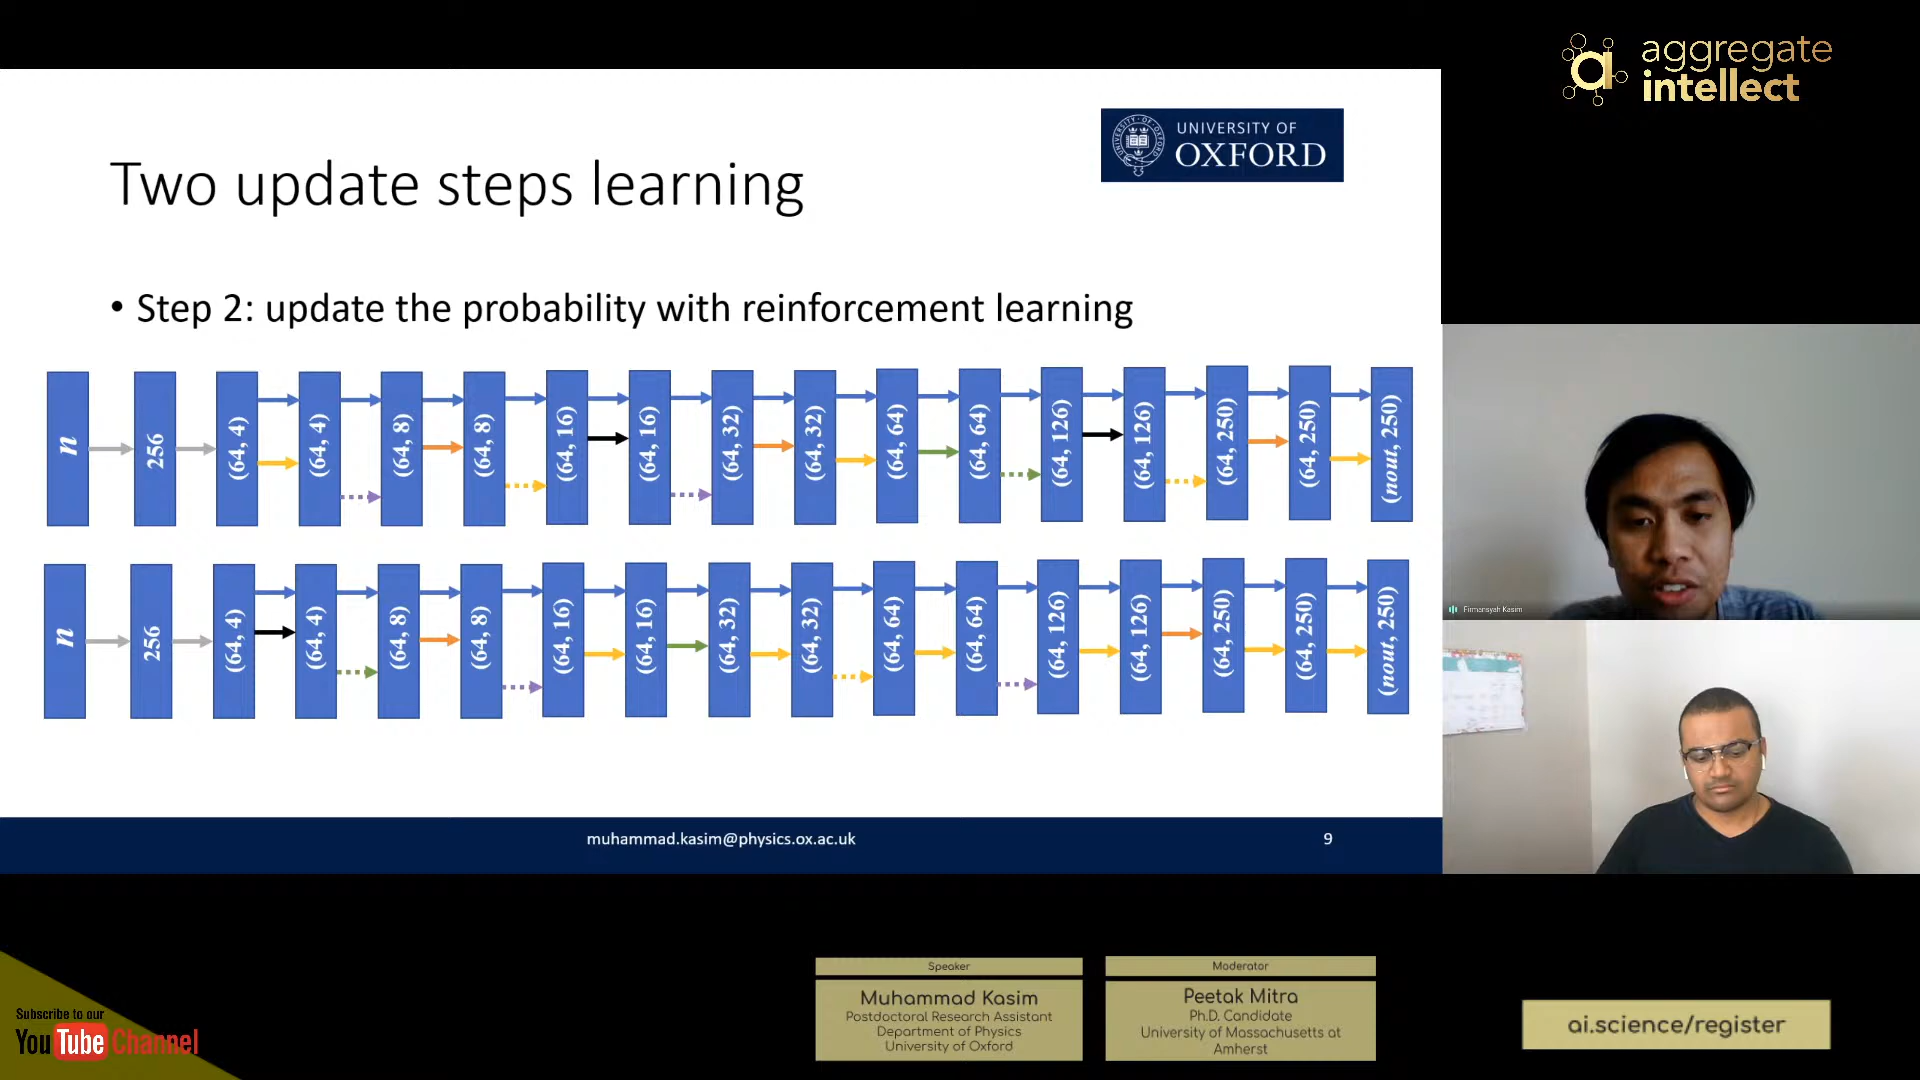 aggregate
intellect
UNIVERSITY OF
OXFORD
Two update steps learning
• Step 2: update the probability with reinforcement learning
n
256
(64, 4)
(64, 4)
(64, 8)
(64, 8)
(64, 16)
(64, 16)
(64, 32)
(64, 32)
(64, 64)
(64, 64)
(64, 126)
(64, 126)
(64, 250)
(64, 250)
(nout, 250)
n
256
(64, 4)
(64, 4)
(64, 8)
(64, 8)
(64, 16)
(64, 16)
(64, 32)
(64, 32)
(64, 64)
(64, 64)
(64, 126)
(64, 126)
(64, 250)
(64, 250)
(nout, 250)
Firmansyah Kasim
muhammad.kasim@physics.ox.ac.uk
9
Speaker
Muhammad Kasim
Postdoctoral Research Assistant
Department of Physics
University of Oxford
Moderator
Peetak Mitra
Ph.D. Candidate
University of Massachusetts at
Amherst
Subscribe to our
YouTube Channel
ai.science/register